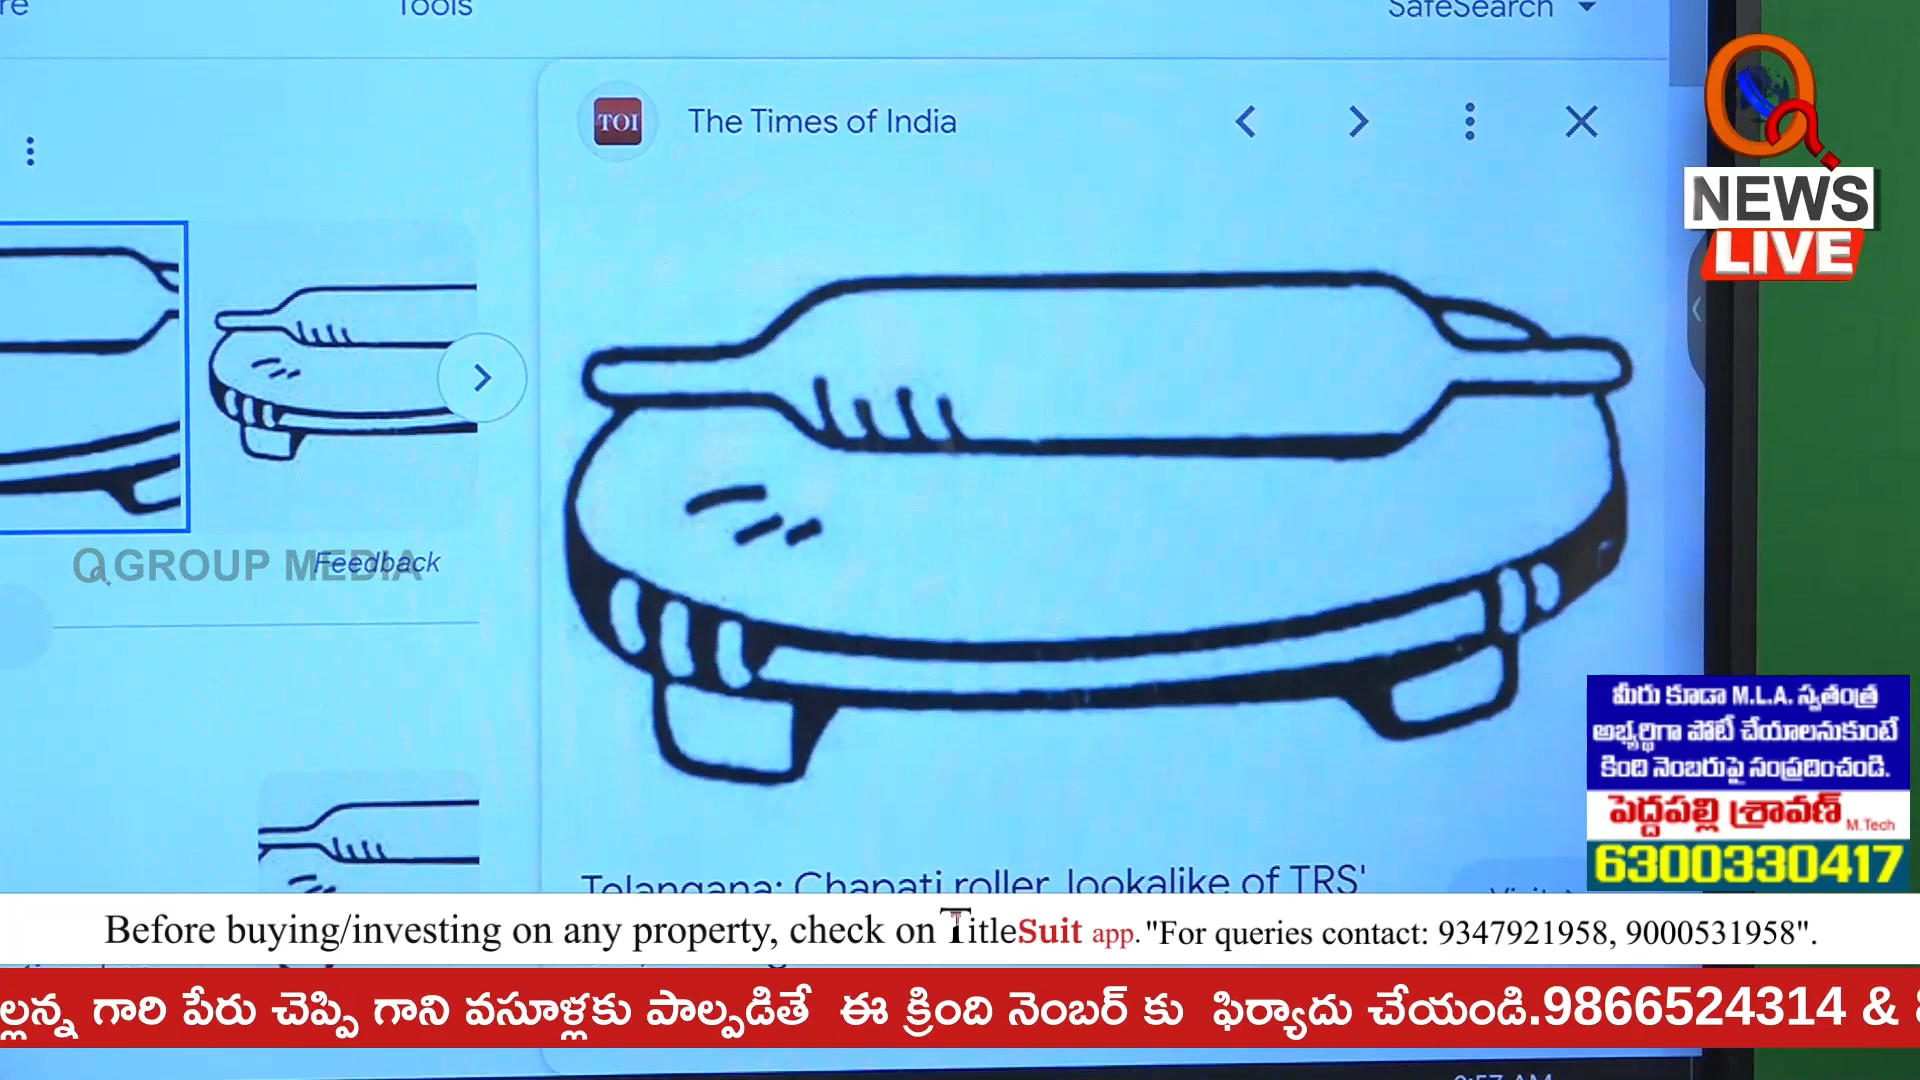 Tools
SafeSearch
TOI
The Times of India
NEWS
LIVE
Feedback
Q GROUP MEDIA
మీరు కూడా M.L.A. స్వతంత్ర
అభ్యర్థిగా పోటీ చేయాలనుకుంటే
కింది నెంబరుపై సంప్రదించండి.
పెద్దపల్లి శ్రావణ్ M.Tech
6300330417
Telangana: Chapati roller, lookalike of TRS'
Before buying/investing on any property, check on TitleSuit app. "For queries contact: 9347921958, 9000531958".
ల్లన్న గారి పేరు చెప్పి గాని వసూళ్లకు పాల్పడితే ఈ క్రింది నెంబర్ కు ఫిర్యాదు చేయండి.9866524314 &